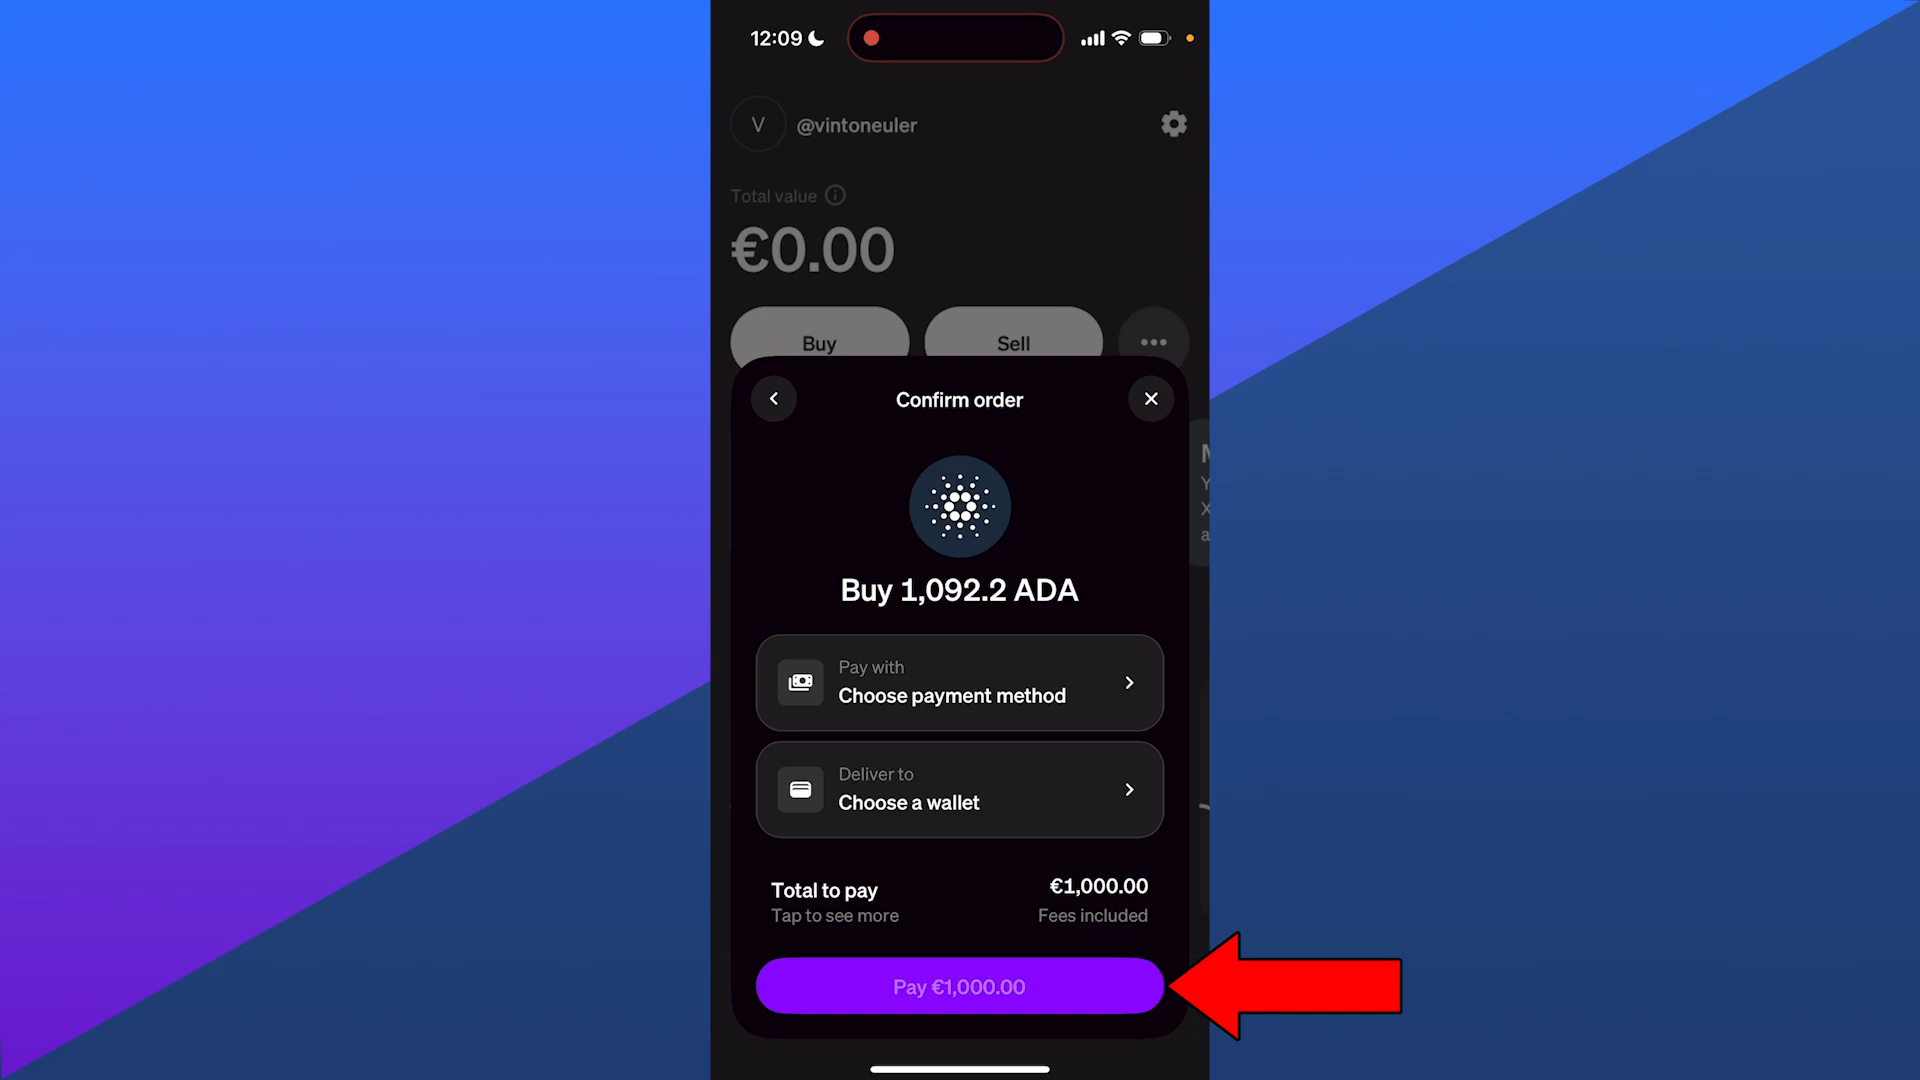 12:09
V @vintoneuler
Total value
€0.00
Buy Sell
Confirm order
Buy 1,092.2 ADA
Pay with
Choose payment method
Deliver to
Choose a wallet
Total to pay €1,000.00
Tap to see more Fees included
Pay €1,000.00